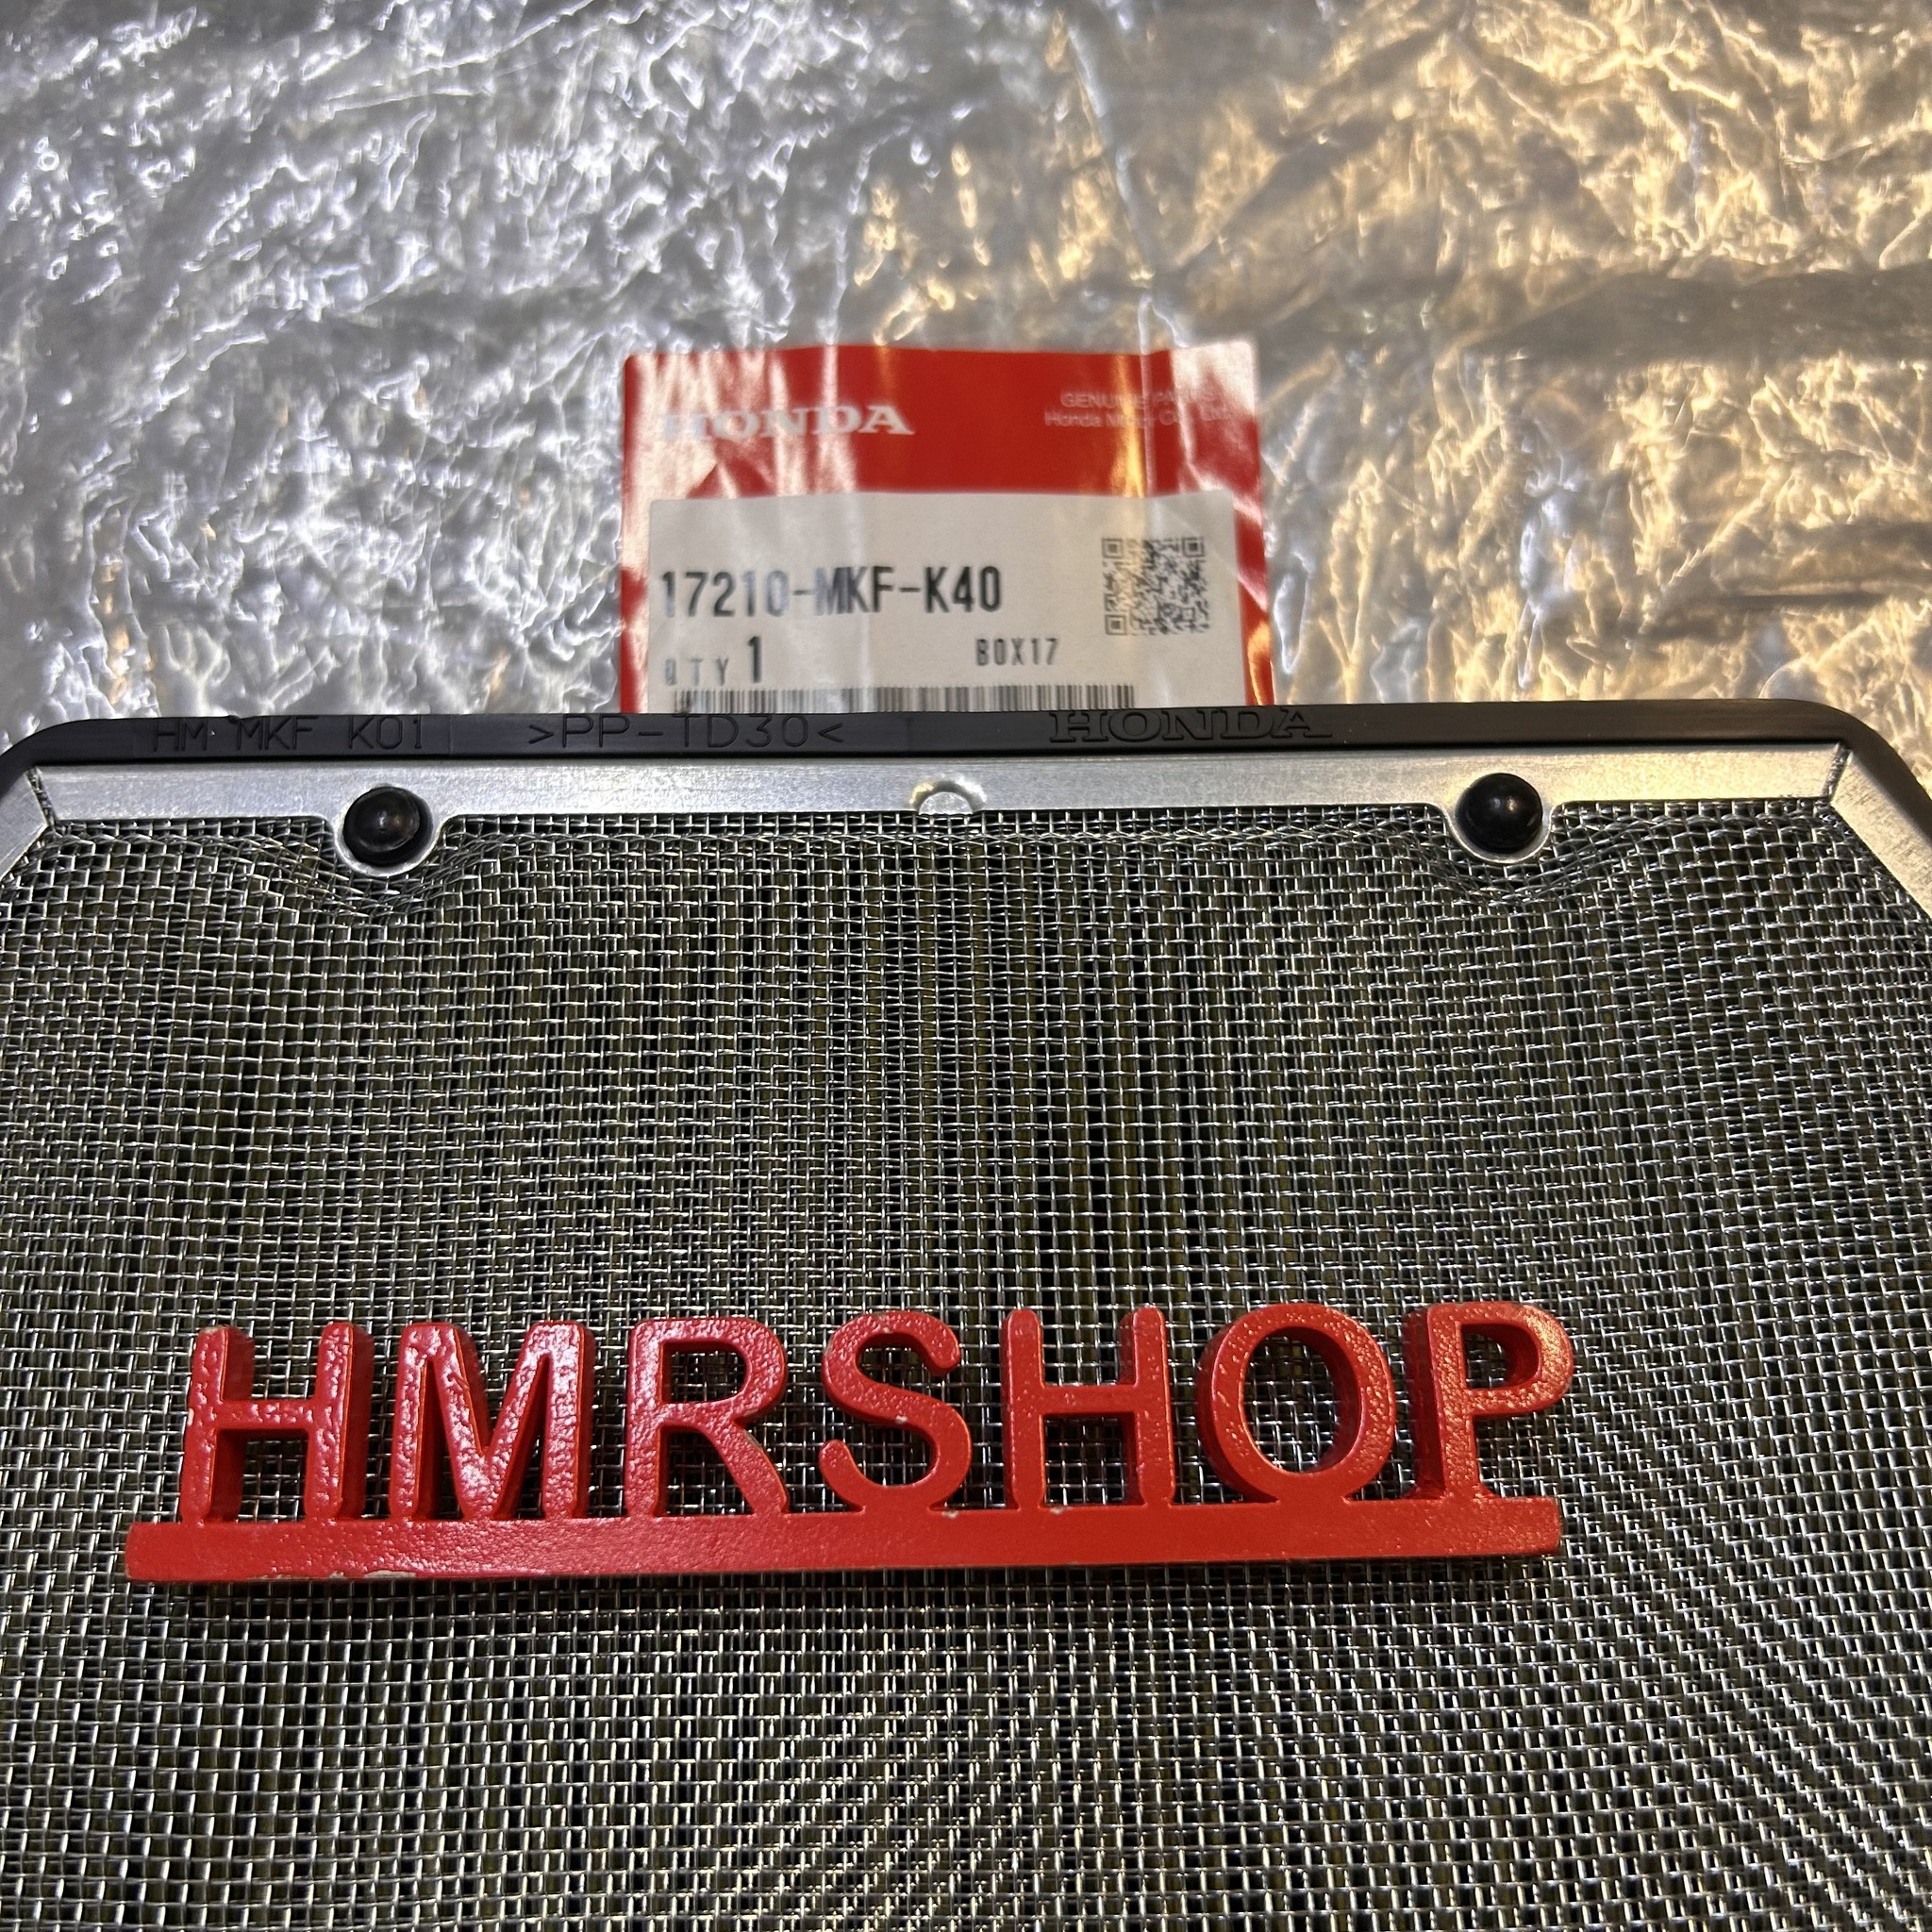 HONDA
GENUINE PARTS
Honda Motor Co., Ltd.
17210-MKF-K40
QTY 1 BOX17
HM MKF K01 >PP-TD30< HONDA
HMRSHOP